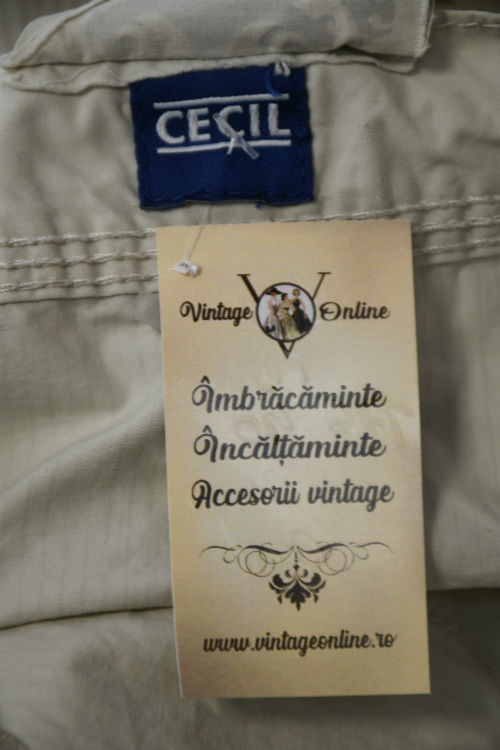 CECIL
Vintage Online
Îmbrăcăminte
Încălțăminte
Accesorii vintage
www.vintageonline.ro